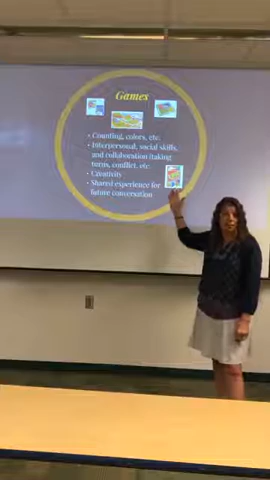 Games
• Counting, colors, etc.
• Interpersonal, social skills,
and collaboration (taking
turns, conflict, etc.
• Creativity
• Shared experience for
future conversation